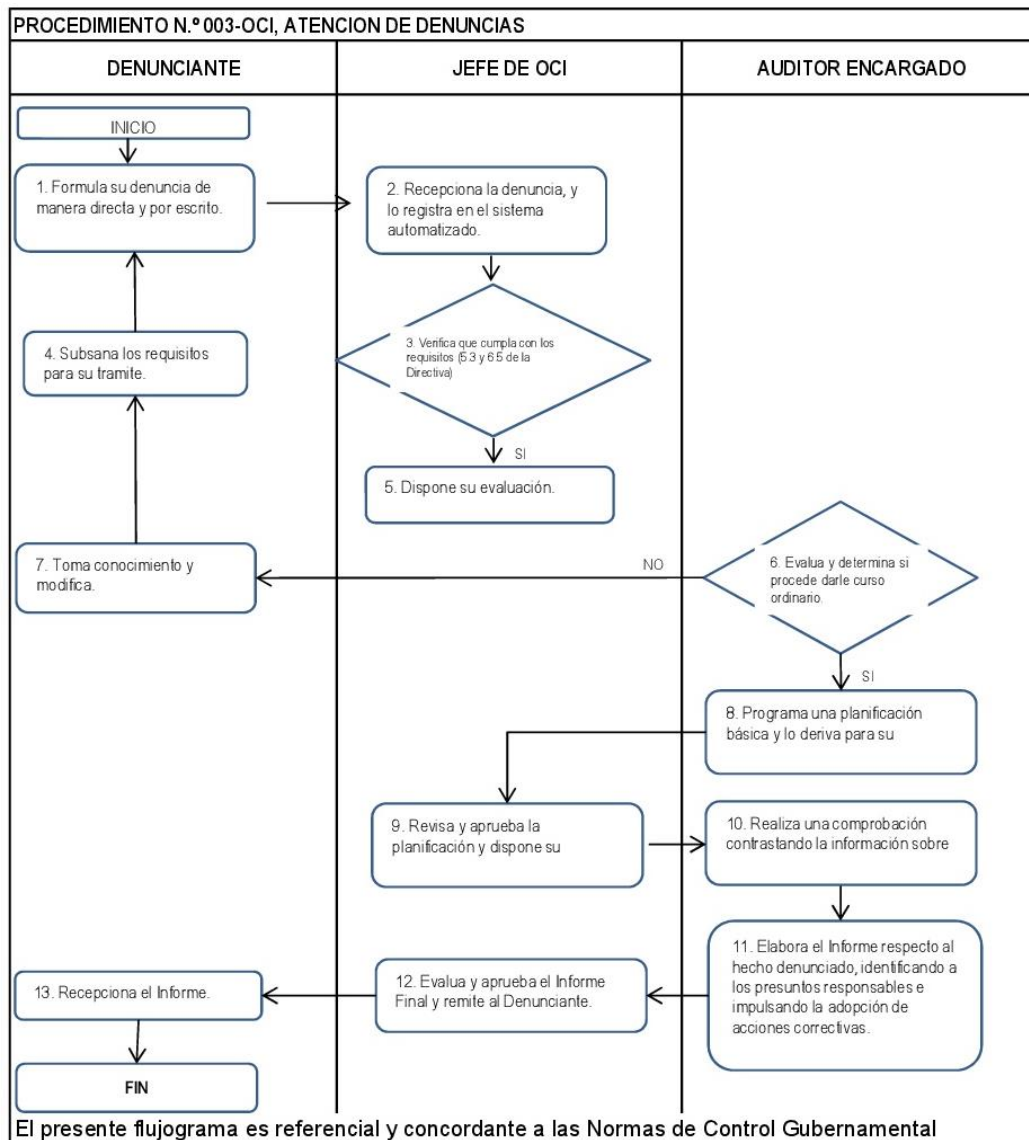 PROCEDIMIENTO N.º 003-OCI, ATENCION DE DENUNCIAS
DENUNCIANTE
JEFE DE OCI
AUDITOR ENCARGADO
INICIO
1. Formula su denuncia de
manera directa y por escrito.
2. Recepciona la denuncia, y
lo registra en el sistema
automatizado.
3. Verifica que cumpla con los
requisitos (5.3 y 6.5 de la
Directiva)
4. Subsana los requisitos
para su tramite.
SI
5. Dispone su evaluación.
6. Evalua y determina si
procede darle curso
ordinario.
NO
7. Toma conocimiento y
modifica.
SI
8. Programa una planificación
básica y lo deriva para su
9. Revisa y aprueba la
planificación y dispone su
10. Realiza una comprobación
contrastando la información sobre
11. Elabora el Informe respecto al
hecho denunciado, identificando a
los presuntos responsables e
impulsando la adopción de
acciones correctivas.
12. Evalua y aprueba el Informe
Final y remite al Denunciante.
13. Recepciona el Informe.
FIN
El presente flujograma es referencial y concordante a las Normas de Control Gubernamental